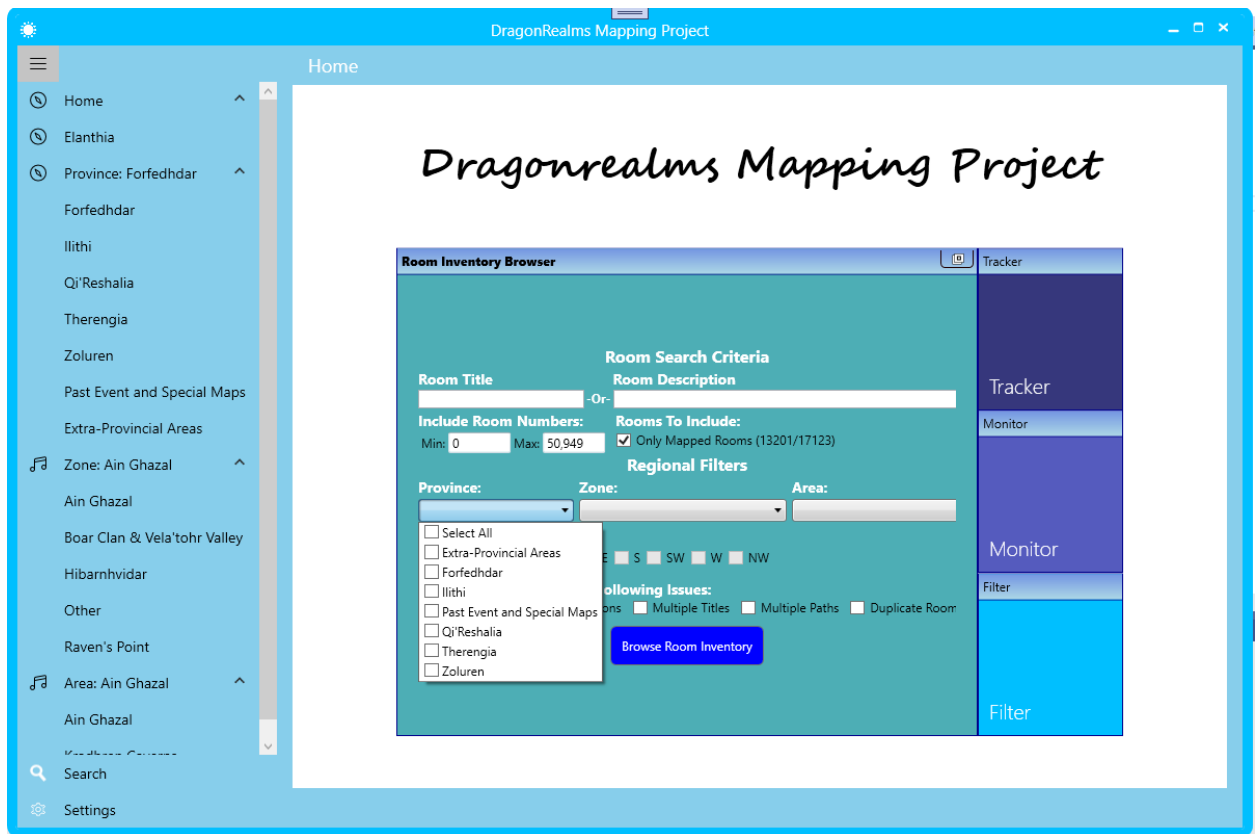 DragonRealms Mapping Project
Home
Home
Elanthia
Province: Forfedhdar
Forfedhdar
Ilithi
Qi'Reshalia
Therengia
Zoluren
Past Event and Special Maps
Extra-Provincial Areas
Zone: Ain Ghazal
Ain Ghazal
Boar Clan & Vela'tohr Valley
Hibarnhvidar
Other
Raven's Point
Area: Ain Ghazal
Ain Ghazal
Search
Settings
Dragonrealms Mapping Project
Room Inventory Browser
Room Search Criteria
Room Title Room Description
-Or-
Include Room Numbers: Rooms To Include:
Min: 0 Max: 50,949 Only Mapped Rooms (13201/17123)
Regional Filters
Province: Zone: Area:
Select All
Extra-Provincial Areas
Forfedhdar
Ilithi
Past Event and Special Maps
Qi'Reshalia
Therengia
Zoluren
E S SW W NW
ollowing Issues:
ons Multiple Titles Multiple Paths Duplicate Room
Browse Room Inventory
Tracker
Tracker
Monitor
Monitor
Filter
Filter